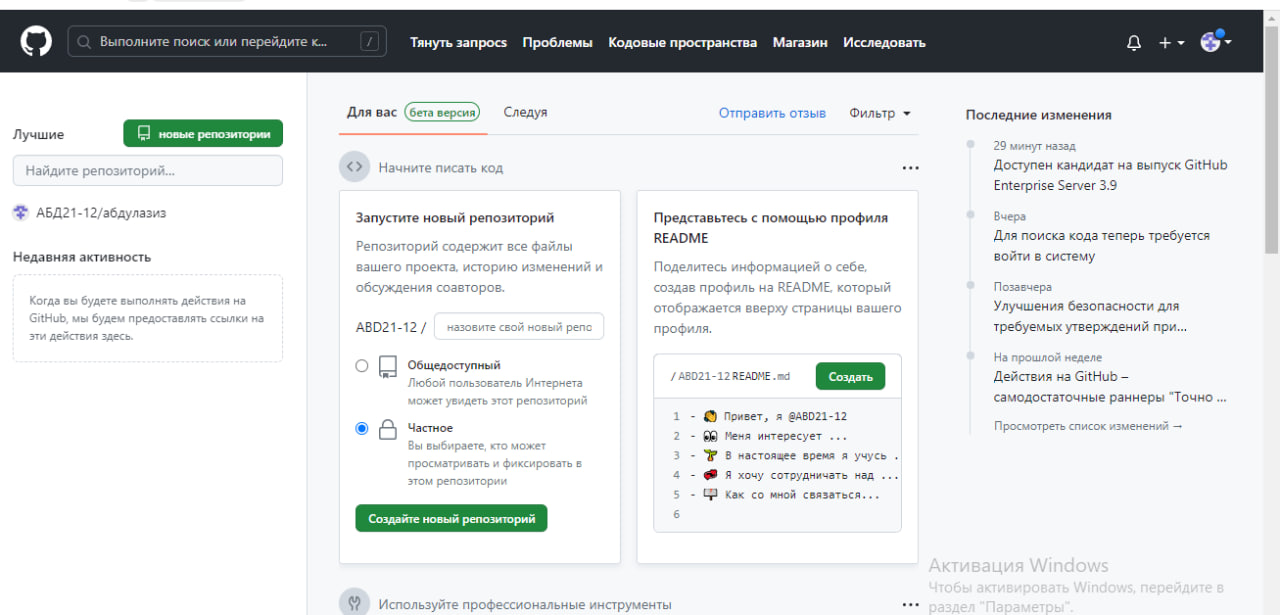 Выполните поиск или перейдите к...
/
Тянуть запрос Проблемы Кодовые пространства Магазин Исследовать
Лучшие
новые репозитории
Найдите репозиторий...
АБД21-12/абдулазиз
Недавняя активность
Когда вы будете выполнять действия на
GitHub, мы будем предоставлять ссылки на
эти действия здесь.
Для вас бета версия Следуя
Отправить отзыв Фильтр
Начните писать код
Запустите новый репозиторий
Репозиторий содержит все файлы
вашего проекта, историю изменений и
обсуждения соавторов.
ABD21-12 / назовите свой новый репо
Общедоступный
Любой пользователь Интернета
может увидеть этот репозиторий
Частное
Вы выбираете, кто может
просматривать и фиксировать в
этом репозитории
Создайте новый репозиторий
Представьтесь с помощью профиля
README
Поделитесь информацией о себе,
создав профиль на README, который
отображается вверху страницы вашего
профиля.
/ABD21-12 README.md Создать
1 - 👋 Привет, я @ABD21-12
2 - 👀 Меня интересует ...
3 - 🌱 В настоящее время я учусь .
4 - 💞️ Я хочу сотрудничать над ...
5 - 📫 Как со мной связаться...
6
Используйте профессиональные инструменты
Последние изменения
29 минут назад
Доступен кандидат на выпуск GitHub
Enterprise Server 3.9
Вчера
Для поиска кода теперь требуется
войти в систему
Позавчера
Улучшения безопасности для
требуемых утверждений при...
На прошлой неделе
Действия на GitHub –
самодостаточные раннеры "Точно ...
Просмотреть список изменений →
Активация Windows
Чтобы активировать Windows, перейдите в
раздел "Параметры".